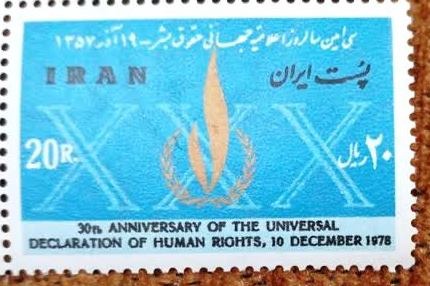 سی امین سالروز اعلامیه جهانی حقوق بشر - ۱۹ آذر ۱۳۵۷
IRAN پست ایران
XXX
20R. ۲۰ ریال
30th ANNIVERSARY OF THE UNIVERSAL
DECLARATION OF HUMAN RIGHTS, 10 DECEMBER 1978